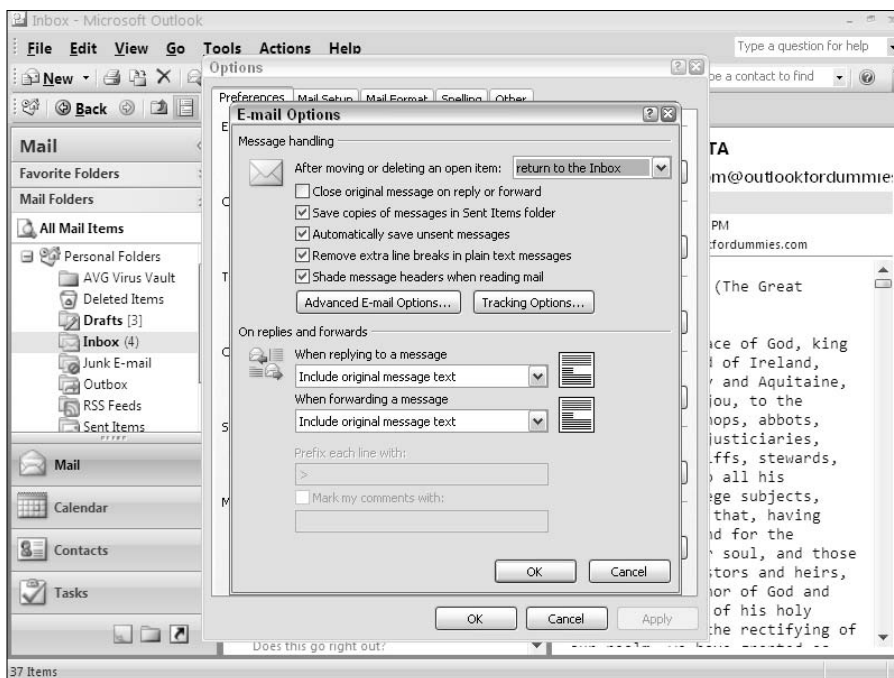 Inbox - Microsoft Outlook
File Edit View Go Tools Actions Help
Type a question for help
New
pe a contact to find
Back
Options
Preferences Mail Setup Mail Format Spelling Other
E-mail Options
Message handling
After moving or deleting an open item: return to the Inbox
Close original message on reply or forward
Save copies of messages in Sent Items folder
Automatically save unsent messages
Remove extra line breaks in plain text messages
Shade message headers when reading mail
Advanced E-mail Options... Tracking Options...
On replies and forwards
When replying to a message
Include original message text
When forwarding a message
Include original message text
Prefix each line with:
>
Mark my comments with:
OK Cancel
OK Cancel Apply
Mail
Favorite Folders
Mail Folders
All Mail Items
Personal Folders
AVG Virus Vault
Deleted Items
Drafts [3]
Inbox (4)
Junk E-mail
Outbox
RSS Feeds
Sent Items
Mail
Calendar
Contacts
Tasks
Does this go right out?
TA
om@outlookfordummies
PM
tfordummies.com
(The Great
ace of God, king
d of Ireland,
y and Aquitaine,
jou, to the
hops, abbots,
justiciaries,
iffs, stewards,
o all his
ege subjects,
that, having
nd for the
r soul, and those
stors and heirs,
nor of God and
of his holy
the rectifying of
37 Items